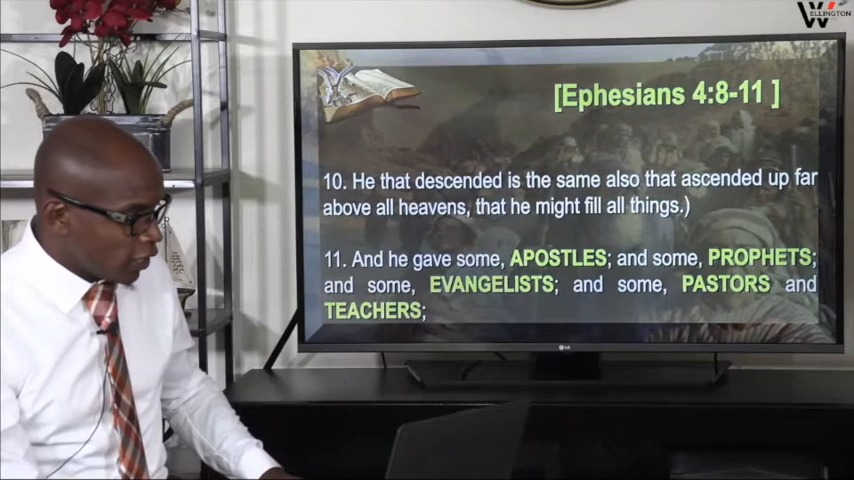 WELLINGTON
[Ephesians 4:8-11]
10. He that descended is the same also that ascended up far
above all heavens, that he might fill all things.)
11. And he gave some, APOSTLES; and some, PROPHETS;
and some, EVANGELISTS; and some, PASTORS; and
TEACHERS;
LG